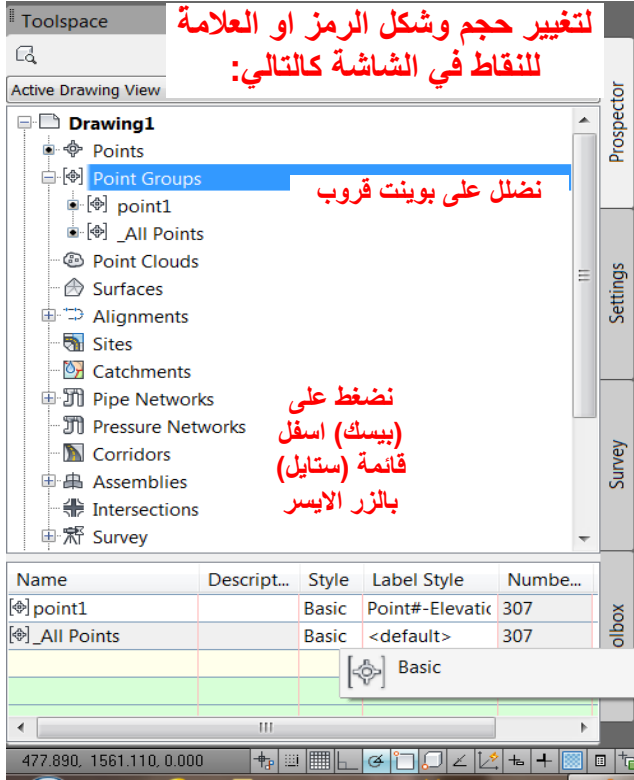 Toolspace
لتغيير حجم وشكل الرمز او العلامة
للنقاط في الشاشة كالتالي:
Active Drawing View
Drawing1
Points
Point Groups
نضلل على بوينت قروب
point1
_All Points
Point Clouds
Surfaces
Alignments
Sites
Catchments
Pipe Networks
Pressure Networks
Corridors
Assemblies
Intersections
Survey
نضغط على
(بيسك) اسفل
قائمة (ستايل)
بالزر الايسر
Prospector
Settings
Survey
olbox
Name Descript... Style Label Style Numbe...
point1 Basic Point#-Elevatic 307
_All Points Basic <default> 307
Basic
477.890, 1561.110, 0.000